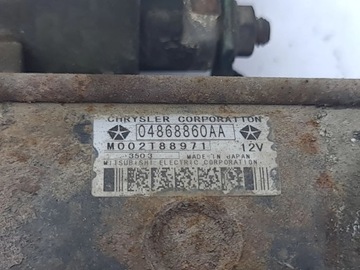 CHRYSLER CORPORATION
04868860AA
M002T88971 12V
3503 MADE IN JAPAN
MITSUBISHI ELECTRIC CORPORATION